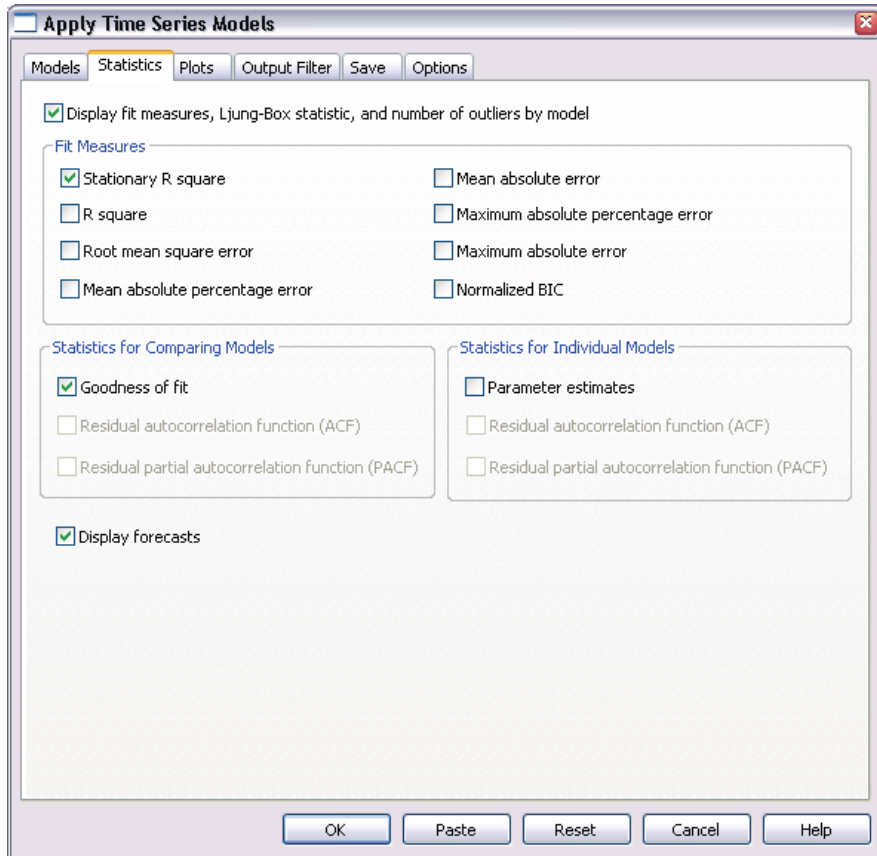 Apply Time Series Models
Models Statistics Plots Output Filter Save Options
Display fit measures, Ljung-Box statistic, and number of outliers by model
Fit Measures
Stationary R square
R square
Root mean square error
Mean absolute percentage error
Mean absolute error
Maximum absolute percentage error
Maximum absolute error
Normalized BIC
Statistics for Comparing Models
Goodness of fit
Residual autocorrelation function (ACF)
Residual partial autocorrelation function (PACF)
Statistics for Individual Models
Parameter estimates
Residual autocorrelation function (ACF)
Residual partial autocorrelation function (PACF)
Display forecasts
OK Paste Reset Cancel Help